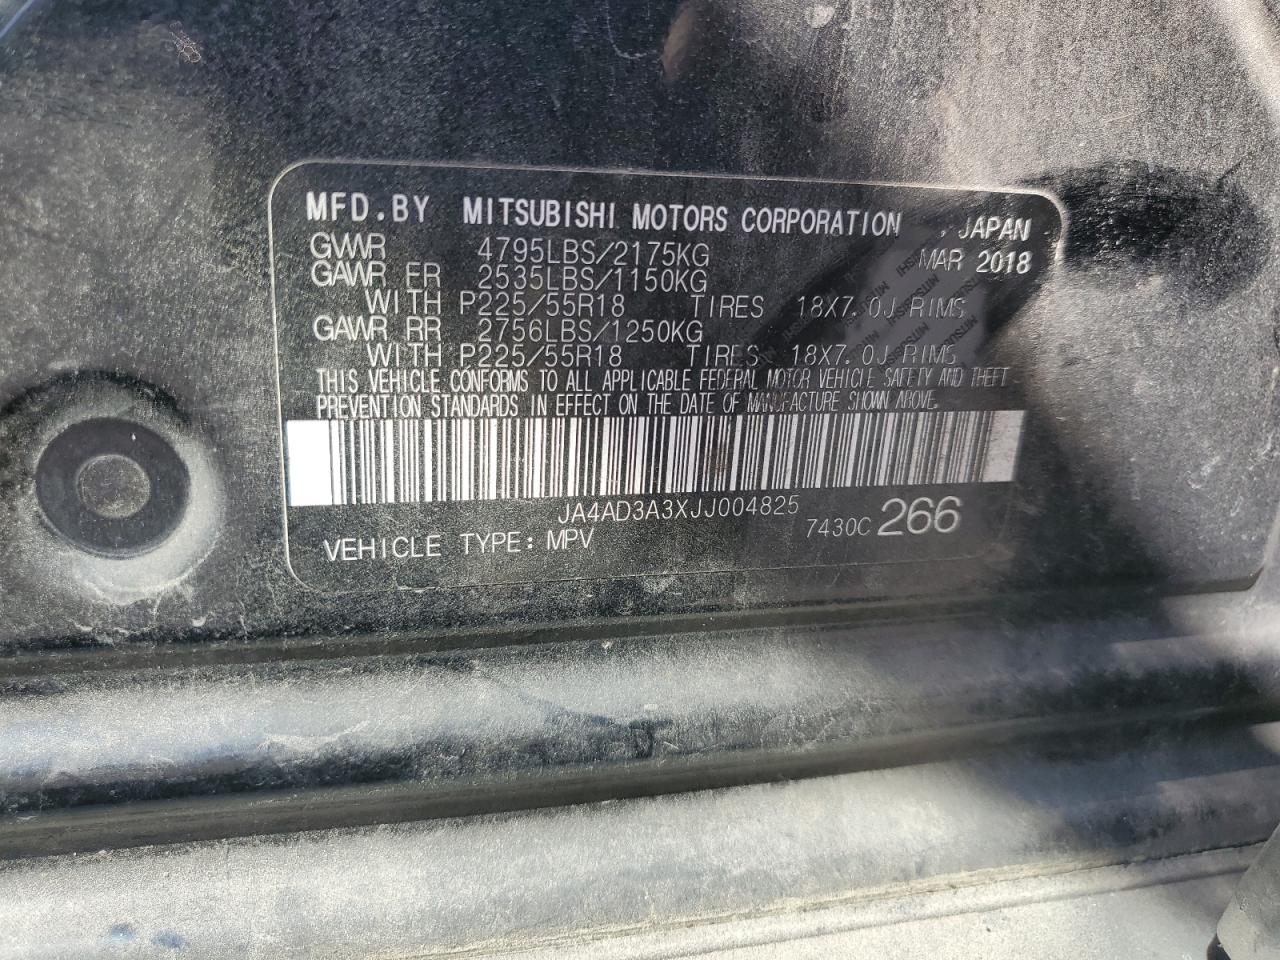 MFD.BY MITSUBISHI MOTORS CORPORATION , JAPAN
GVWR 4795LBS/2175KG MAR 2018
GAWR FR 2535LBS/1150KG
WITH P225/55R18 TIRES 18X7.0J RIMS
GAWR RR 2756LBS/1250KG
WITH P225/55R18 TIRES 18X7.0J RIMS
THIS VEHICLE CONFORMS TO ALL APPLICABLE FEDERAL MOTOR VEHICLE SAFETY AND THEFT
PREVENTION STANDARDS IN EFFECT ON THE DATE OF MANUFACTURE SHOWN ABOVE.
JA4AD3A3XJJ004825
7430C 266
VEHICLE TYPE: MPV